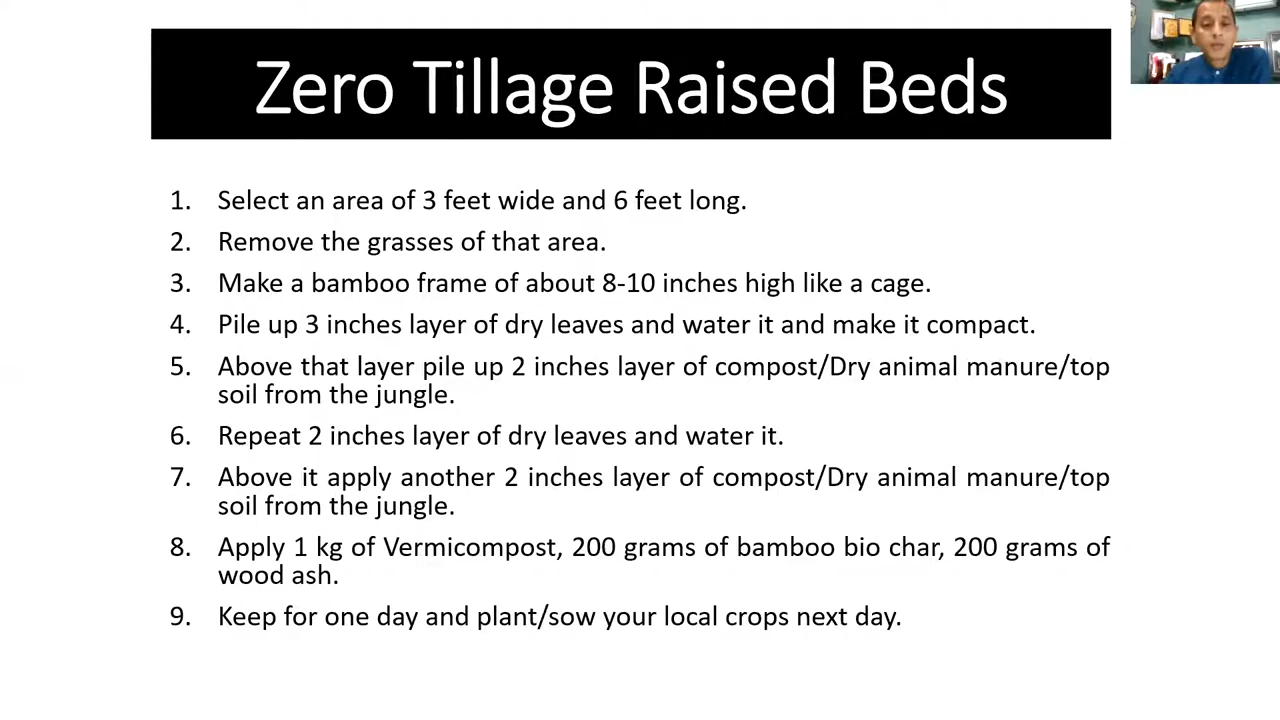 Zero Tillage Raised Beds
1. Select an area of 3 feet wide and 6 feet long.
2. Remove the grasses of that area.
3. Make a bamboo frame of about 8-10 inches high like a cage.
4. Pile up 3 inches layer of dry leaves and water it and make it compact.
5. Above that layer pile up 2 inches layer of compost/Dry animal manure/top
soil from the jungle.
6. Repeat 2 inches layer of dry leaves and water it.
7. Above it apply another 2 inches layer of compost/Dry animal manure/top
soil from the jungle.
8. Apply 1 kg of Vermicompost, 200 grams of bamboo bio char, 200 grams of
wood ash.
9. Keep for one day and plant/sow your local crops next day.